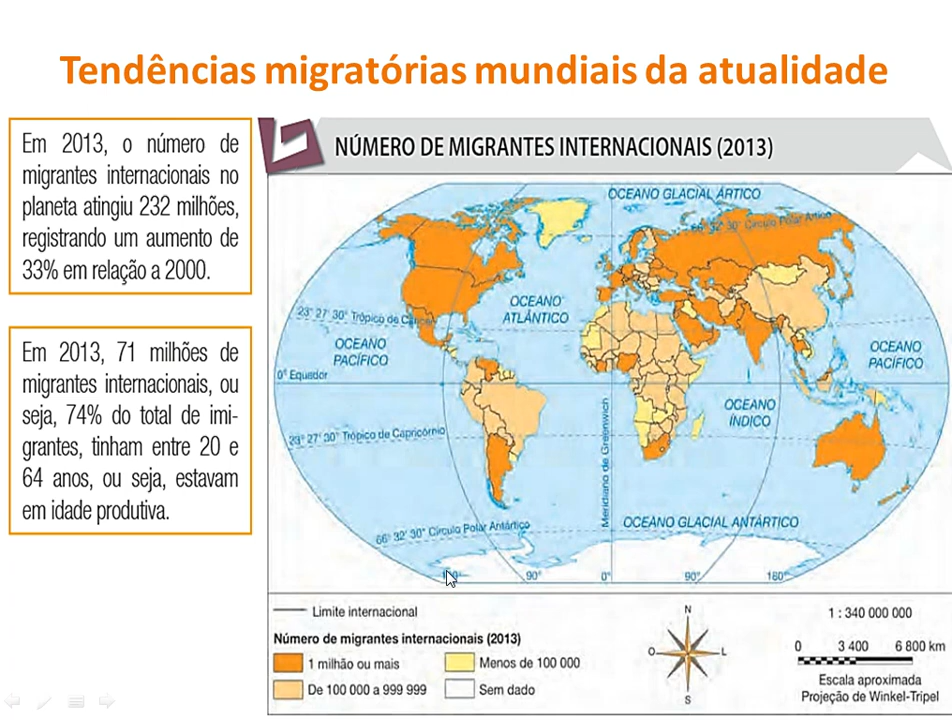 Tendências migratórias mundiais da atualidade
Em 2013, o número de
migrantes internacionais no
planeta atingiu 232 milhões,
registrando um aumento de
33% em relação a 2000.
Em 2013, 71 milhões de
migrantes internacionais, ou
seja, 74% do total de imi-
grantes, tinham entre 20 e
64 anos, ou seja, estavam
em idade produtiva.
NÚMERO DE MIGRANTES INTERNACIONAIS (2013)
OCEANO GLACIAL ÁRTICO
66° 32' 30" Círculo Polar Ártico
OCEANO
ATLÂNTICO
23° 27' 30" Trópico de Câncer
OCEANO
PACÍFICO
OCEANO
PACÍFICO
0° Equador
OCEANO
ÍNDICO
Meridiano de Greenwich
23° 27' 30" Trópico de Capricórnio
OCEANO GLACIAL ANTÁRTICO
66° 32' 30" Círculo Polar Antártico
90°
0°
90°
180°
Limite internacional
Número de migrantes internacionais (2013)
1 milhão ou mais
De 100 000 a 999 999
Menos de 100 000
Sem dado
N
O
L
S
1 : 340 000 000
0 3 400 6 800 km
Escala aproximada
Projeção de Winkel-Tripel